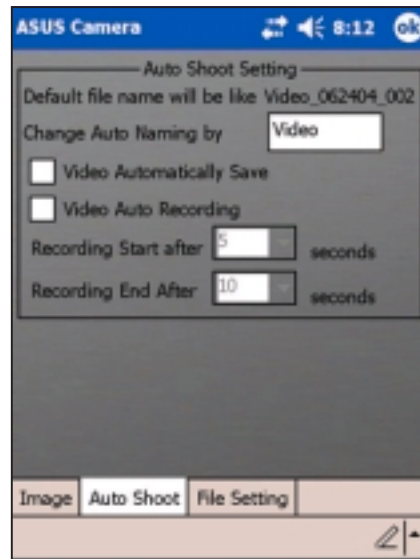 ASUS Camera 8:12 ok
Auto Shoot Setting
Default file name will be like Video_062404_002
Change Auto Naming by Video
Video Automatically Save
Video Auto Recording
Recording Start after 5 seconds
Recording End After 10 seconds
Image Auto Shoot File Setting